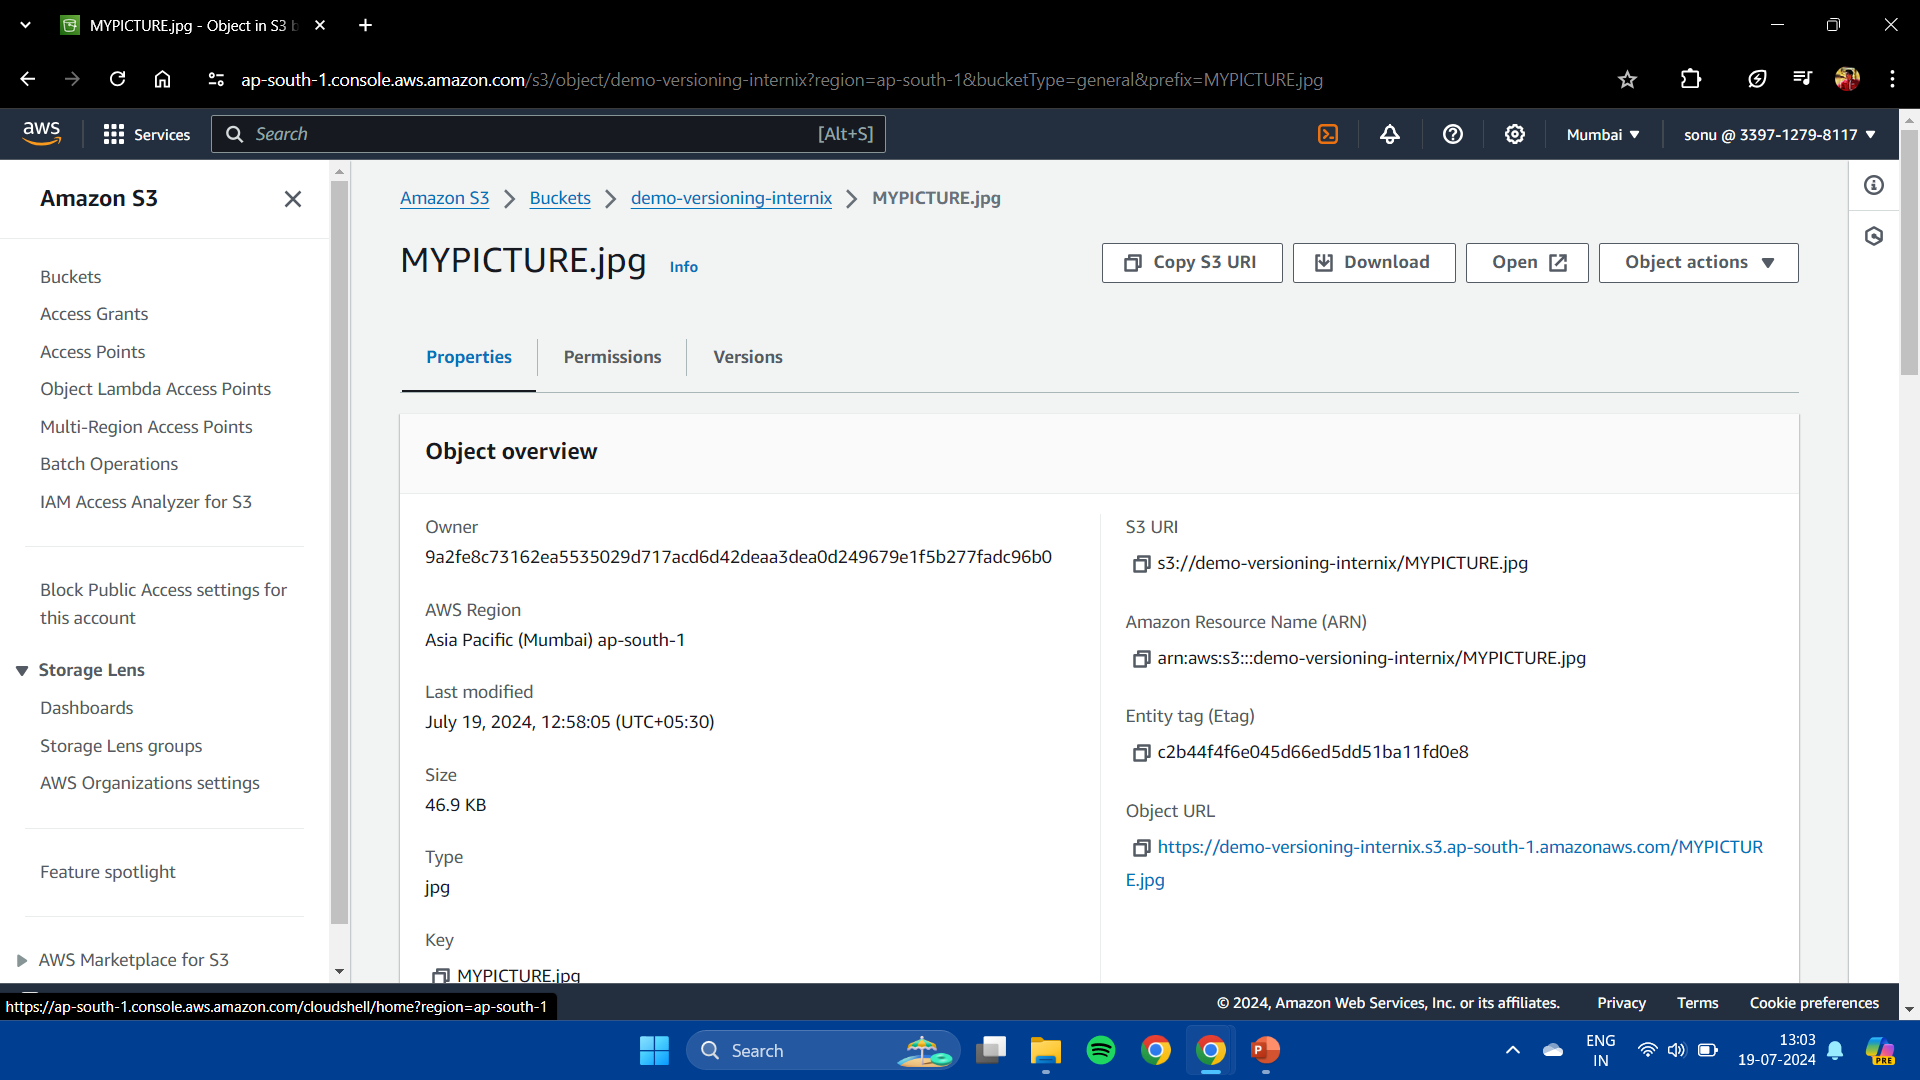 MYPICTURE.jpg - Object in S3 b
ap-south-1.console.aws.amazon.com/s3/object/demo-versioning-internix?region=ap-south-1&bucketType=general&prefix=MYPICTURE.jpg
aws
Services
Search
[Alt+S]
Mumbai
sonu @ 3397-1279-8117
Amazon S3
Buckets
Access Grants
Access Points
Object Lambda Access Points
Multi-Region Access Points
Batch Operations
IAM Access Analyzer for S3
Block Public Access settings for
this account
Storage Lens
Dashboards
Storage Lens groups
AWS Organizations settings
Feature spotlight
AWS Marketplace for S3
Amazon S3 > Buckets > demo-versioning-internix > MYPICTURE.jpg
MYPICTURE.jpg Info
Copy S3 URI
Download
Open
Object actions
Properties
Permissions
Versions
Object overview
Owner
9a2fe8c73162ea5535029d717acd6d42deaa3dea0d249679e1f5b277fadc96b0
AWS Region
Asia Pacific (Mumbai) ap-south-1
Last modified
July 19, 2024, 12:58:05 (UTC+05:30)
Size
46.9 KB
Type
jpg
Key
MYPICTURE.jpg
S3 URI
s3://demo-versioning-internix/MYPICTURE.jpg
Amazon Resource Name (ARN)
arn:aws:s3:::demo-versioning-internix/MYPICTURE.jpg
Entity tag (Etag)
c2b44f4f6e045d66ed5dd51ba11fd0e8
Object URL
https://demo-versioning-internix.s3.ap-south-1.amazonaws.com/MYPICTUR
E.jpg
https://ap-south-1.console.aws.amazon.com/cloudshell/home?region=ap-south-1
© 2024, Amazon Web Services, Inc. or its affiliates.
Privacy
Terms
Cookie preferences
Search
P
ENG
IN
13:03
19-07-2024
PRE